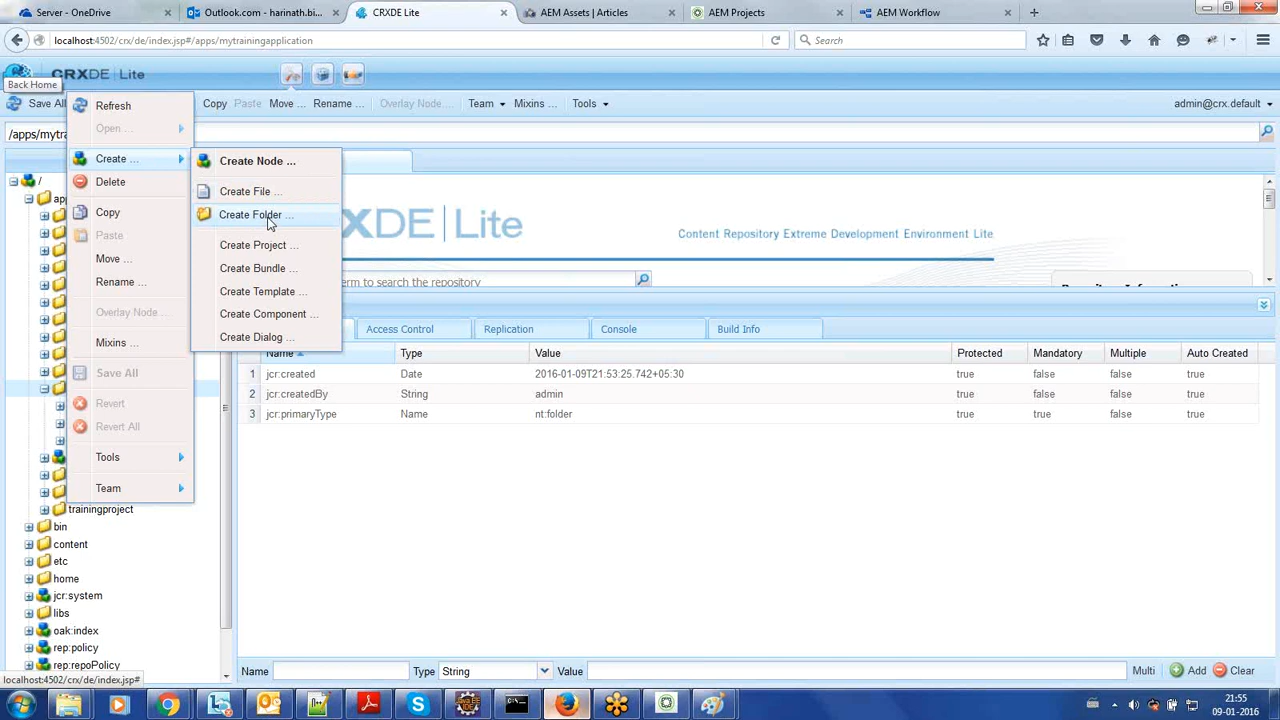 Server - OneDrive
Outlook.com - harinath.bi...
CRXDE Lite
AEM Assets | Articles
AEM Projects
AEM Workflow
localhost:4502/crx/de/index.jsp#/apps/mytrainingapplication
Search
CRXDE | Lite
Back Home
Save All
Copy
Paste
Move ...
Rename ...
Overlay Node ...
Team
Mixins ...
Tools
admin@crx.default
/apps/mytra
Refresh
Open ...
Create ...
Delete
Copy
Paste
Move ...
Rename ...
Overlay Node ...
Mixins ...
Save All
Revert
Revert All
Tools
Team
Create Node ...
Create File ...
Create Folder ...
Create Project ...
Create Bundle ...
Create Template ...
Create Component ...
Create Dialog ...
/
ap
trainingproject
bin
content
etc
home
jcr:system
libs
oak:index
rep:policy
rep:repoPolicy
XDE | Lite
Content Repository Extreme Development Environment Lite
term to search the repository
Access Control
Replication
Console
Build Info
Name Type Value Protected Mandatory Multiple Auto Created
1 jcr:created Date 2016-01-09T21:53:25.742+05:30 true false false true
2 jcr:createdBy String admin true false false true
3 jcr:primaryType Name nt:folder true true false true
Name
Type String
Value
Multi
Add
Clear
localhost:4502/crx/de/index.jsp#
21:55
09-01-2016